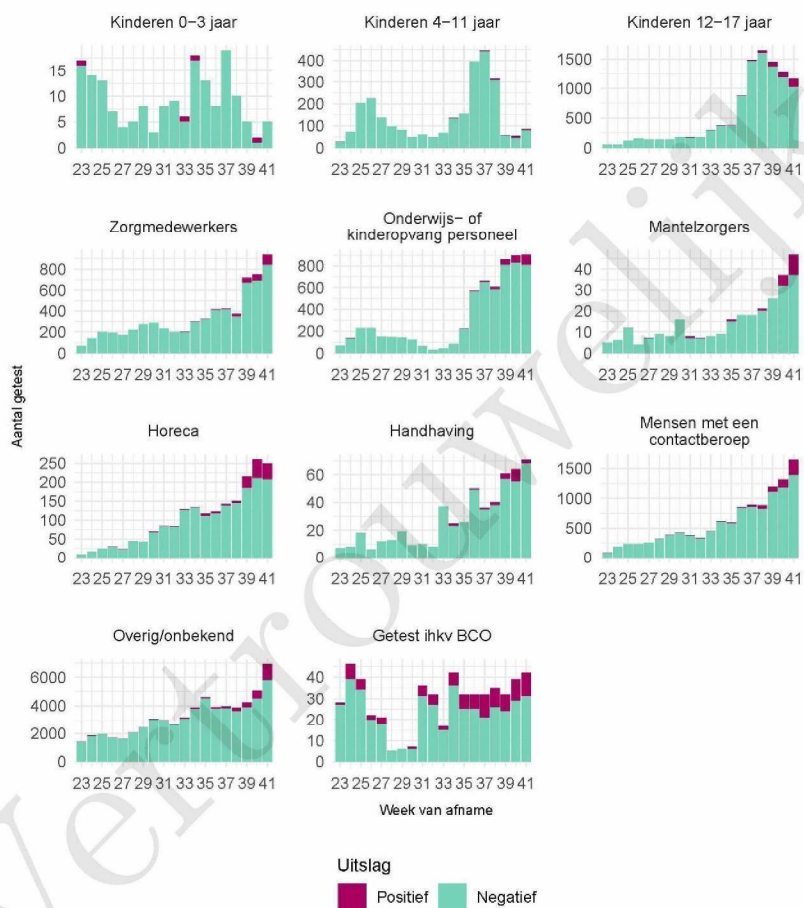 Kinderen 0-3 jaar
Kinderen 4-11 jaar
Kinderen 12-17 jaar
15
10
5
0
400
300
200
100
0
1500
1000
500
0
23 25 27 29 31 33 35 37 39 41
23 25 27 29 31 33 35 37 39 41
23 25 27 29 31 33 35 37 39 41
Zorgmedewerkers
Onderwijs- of
kinderopvang personeel
Mantelzorgers
800
600
400
200
0
800
600
400
200
0
40
30
20
10
0
23 25 27 29 31 33 35 37 39 41
23 25 27 29 31 33 35 37 39 41
23 25 27 29 31 33 35 37 39 41
Aantal getest
Horeca
Handhaving
Mensen met een
contactberoep
250
200
150
100
50
0
60
40
20
0
1500
1000
500
0
23 25 27 29 31 33 35 37 39 41
23 25 27 29 31 33 35 37 39 41
23 25 27 29 31 33 35 37 39 41
Overig/onbekend
Getest ihkv BCO
6000
4000
2000
0
40
30
20
10
0
23 25 27 29 31 33 35 37 39 41
23 25 27 29 31 33 35 37 39 41
Week van afname
Uitslag
Positief
Negatief
Vertrouwelijk